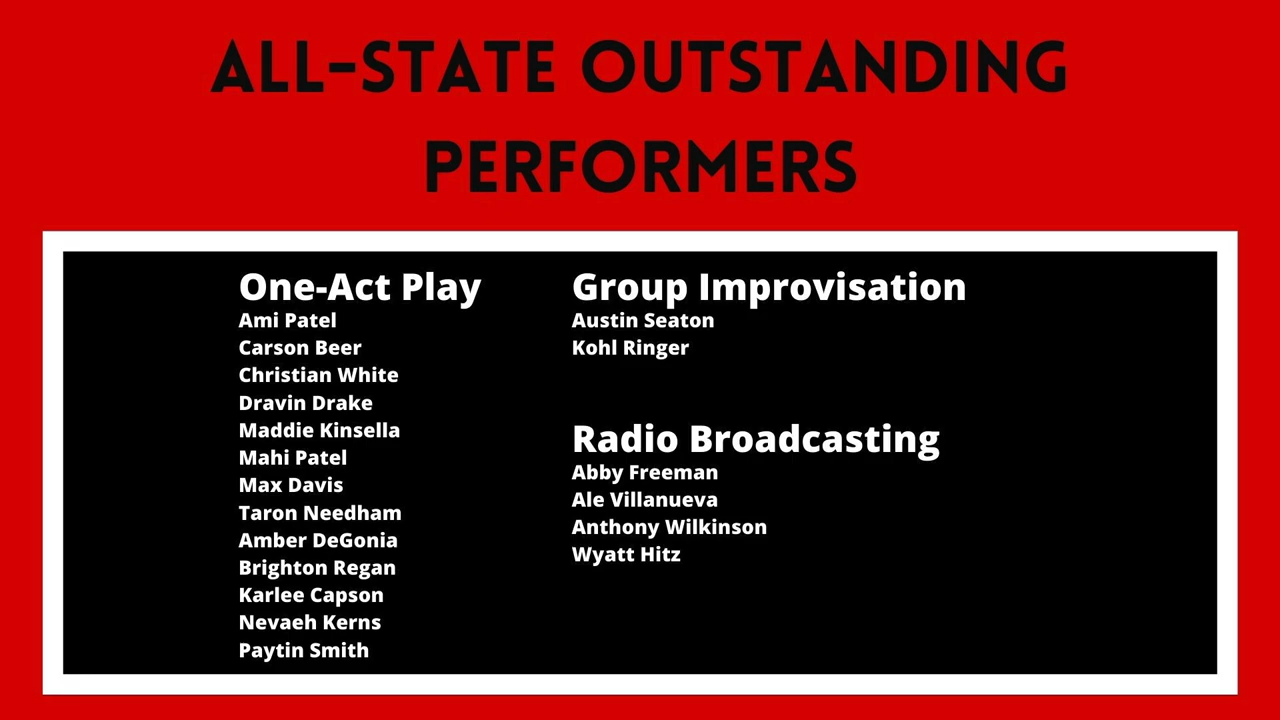 ALL-STATE OUTSTANDING
PERFORMERS
One-Act Play
Ami Patel
Carson Beer
Christian White
Dravin Drake
Maddie Kinsella
Mahi Patel
Max Davis
Taron Needham
Amber DeGonia
Brighton Regan
Karlee Capson
Nevaeh Kerns
Paytin Smith
Group Improvisation
Austin Seaton
Kohl Ringer
Radio Broadcasting
Abby Freeman
Ale Villanueva
Anthony Wilkinson
Wyatt Hitz